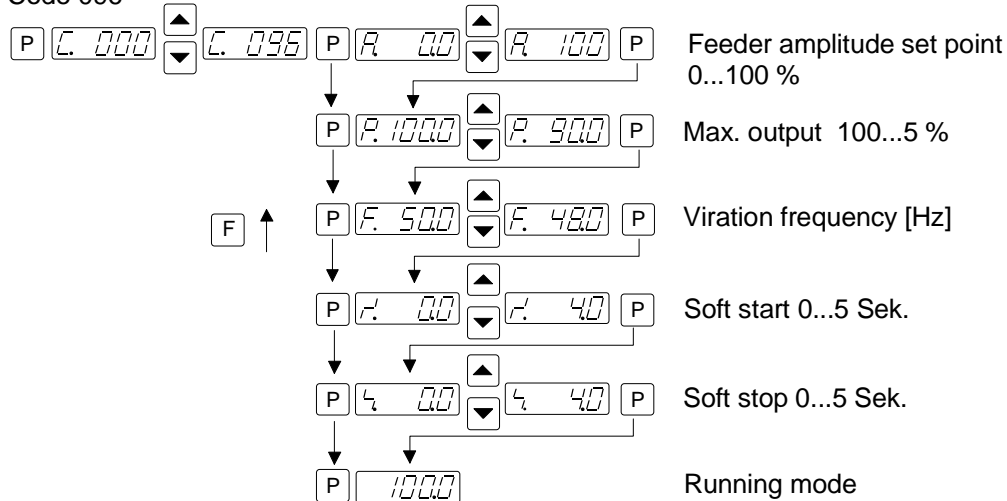 P C. 000 C. 096 P A. 0.0 A. 100 P Feeder amplitude set point
0...100 %
P P. 100.0 P. 90.0 P Max. output 100...5 %
F P F. 50.0 F. 48.0 P Viration frequency [Hz]
P 0.0 4.0 P Soft start 0...5 Sek.
P 0.0 4.0 P Soft stop 0...5 Sek.
P 100.0 Running mode